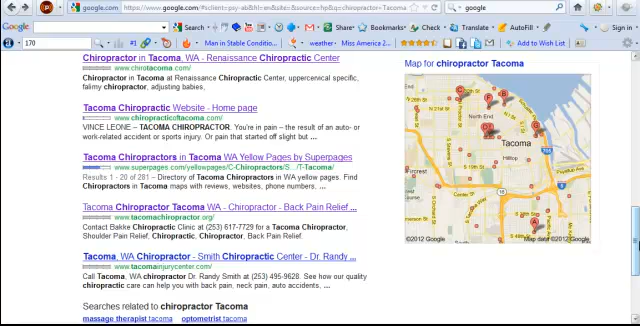 google.com
https://www.google.com/#sclient=psy-ab&hl=en&site=&source=hp&q=chiropractor+Tacoma
google
Google
Search
Share
Bookmarks
Check
Translate
AutoFill
170
Man in Stable Conditio...
weather
Miss America 2...
Add to Wish List
Chiropractor in Tacoma, WA - Renaissance Chiropractic Center
www.chirotacoma.com/
Chiropractor in Tacoma at Renaissance Chiropractic Center, uppercervical specific,
falimy chiropractor, adjusting babies,
Tacoma Chiropractic Website - Home page
www.chiropracticoftacoma.com/
VINCE LEONE – TACOMA CHIROPRACTOR. You're in pain – the result of an auto- or
work-related accident or sports injury. Or pain that started off slight but ...
Chiropractors in Tacoma WA Yellow Pages by Superpages
www.superpages.com/yellowpages/C-Chiropractors/S.../T-Tacoma/
Results 1 - 20 of 281 – Directory of Tacoma Chiropractors in WA yellow pages. Find
Chiropractors in Tacoma maps with reviews, websites, phone numbers, ...
Tacoma Chiropractor Tacoma WA - Chiropractor - Back Pain Relief ...
www.tacomachiropractor.org/
Contact Bakke Chiropractic Clinic at (253) 617-7729 for a Tacoma Chiropractor,
Shoulder Pain Relief, Chiropractic, Chiropractor, Back Pain Relief.
Tacoma, WA Chiropractor - Smith Chiropractic Center - Dr. Randy ...
www.tacomainjurycenter.com/
Call Tacoma, WA chiropractor Dr. Randy Smith at (253) 495-9628. See how our quality
chiropractic care can help you with back pain, neck pain, auto accidents, ...
Searches related to chiropractor Tacoma
massage therapist tacoma
optometrist tacoma
Map for chiropractor Tacoma
North End
Tacoma
Hilltop
16
©2012 Google
Map data ©2012 Google